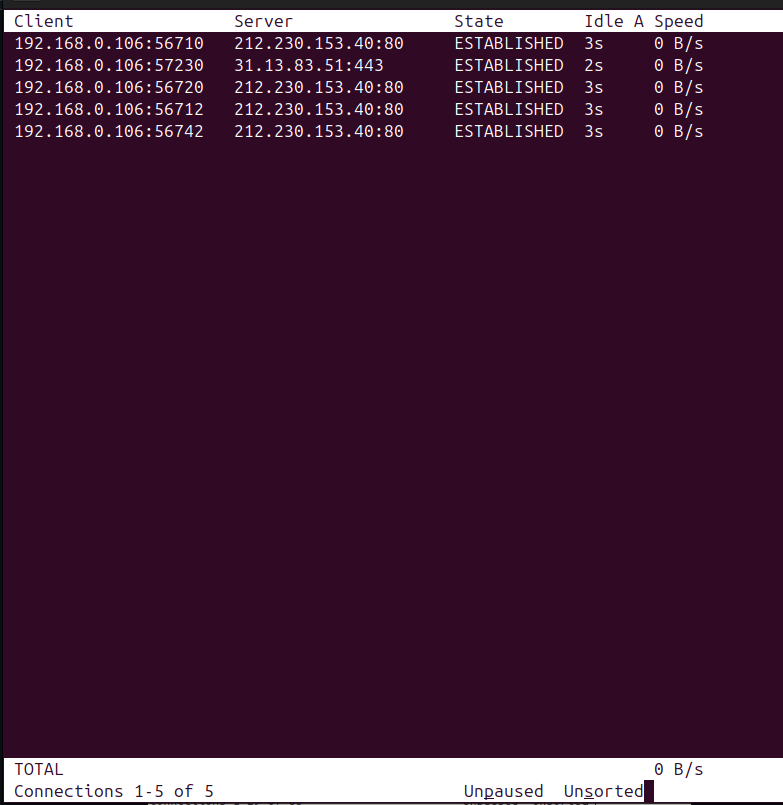 Client Server State Idle A Speed
192.168.0.106:56710 212.230.153.40:80 ESTABLISHED 3s 0 B/s
192.168.0.106:57230 31.13.83.51:443 ESTABLISHED 2s 0 B/s
192.168.0.106:56720 212.230.153.40:80 ESTABLISHED 3s 0 B/s
192.168.0.106:56712 212.230.153.40:80 ESTABLISHED 3s 0 B/s
192.168.0.106:56742 212.230.153.40:80 ESTABLISHED 3s 0 B/s
TOTAL 0 B/s
Connections 1-5 of 5 Unpaused Unsorted